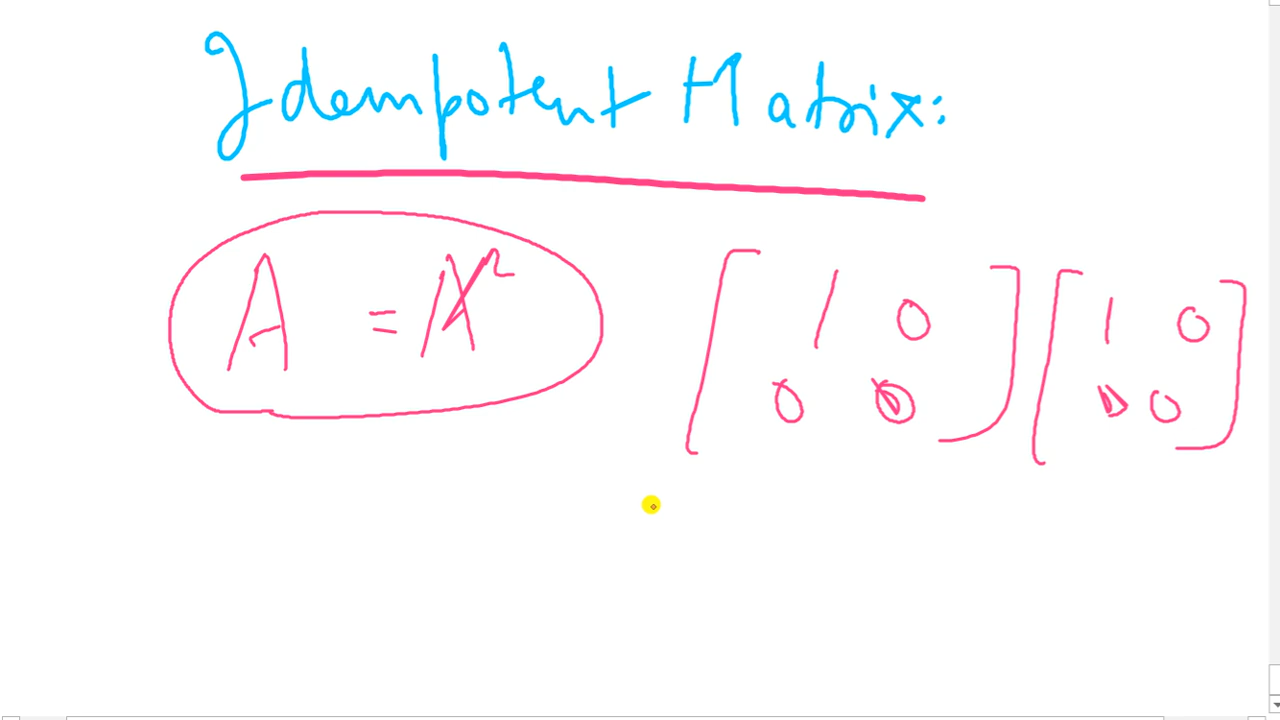 Idempotent Matrix:
A = A² [1 0] [1 0]
[0 0] [0 0]